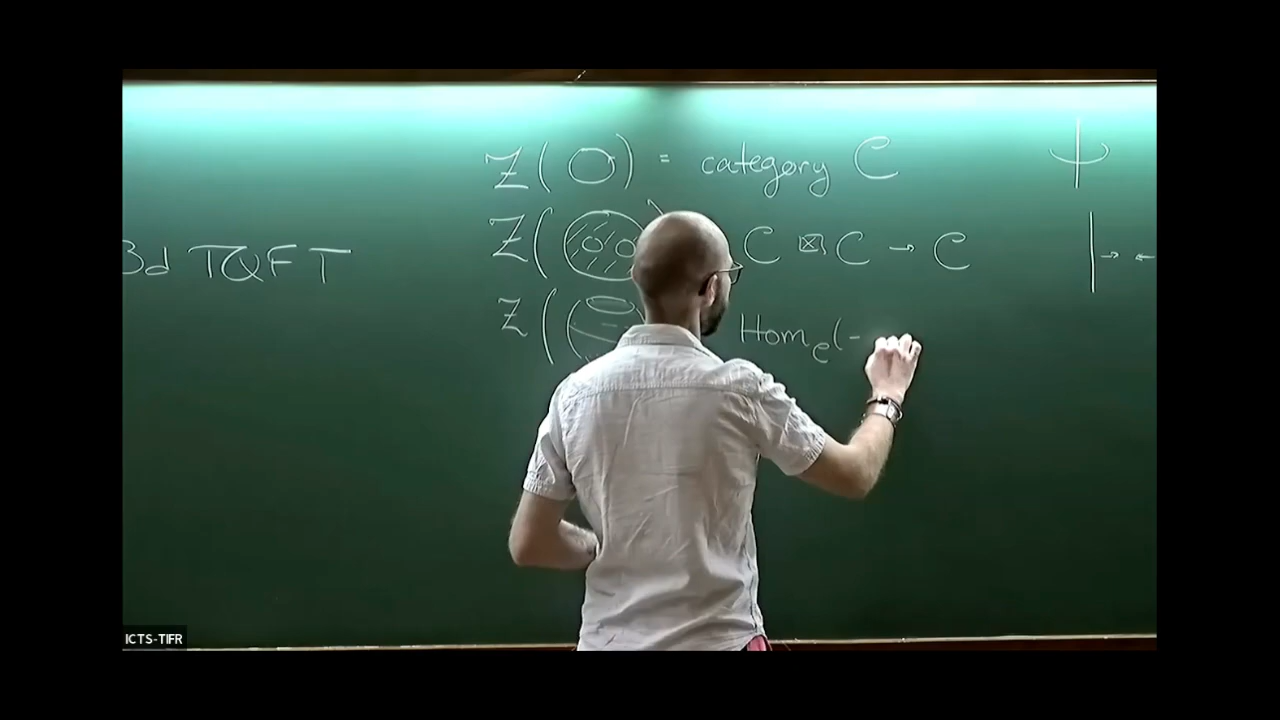 Z(○) = category C
Z( C ⊠ C → C
3d TQFT
Z( Hom_C(-
ICTS-TIFR